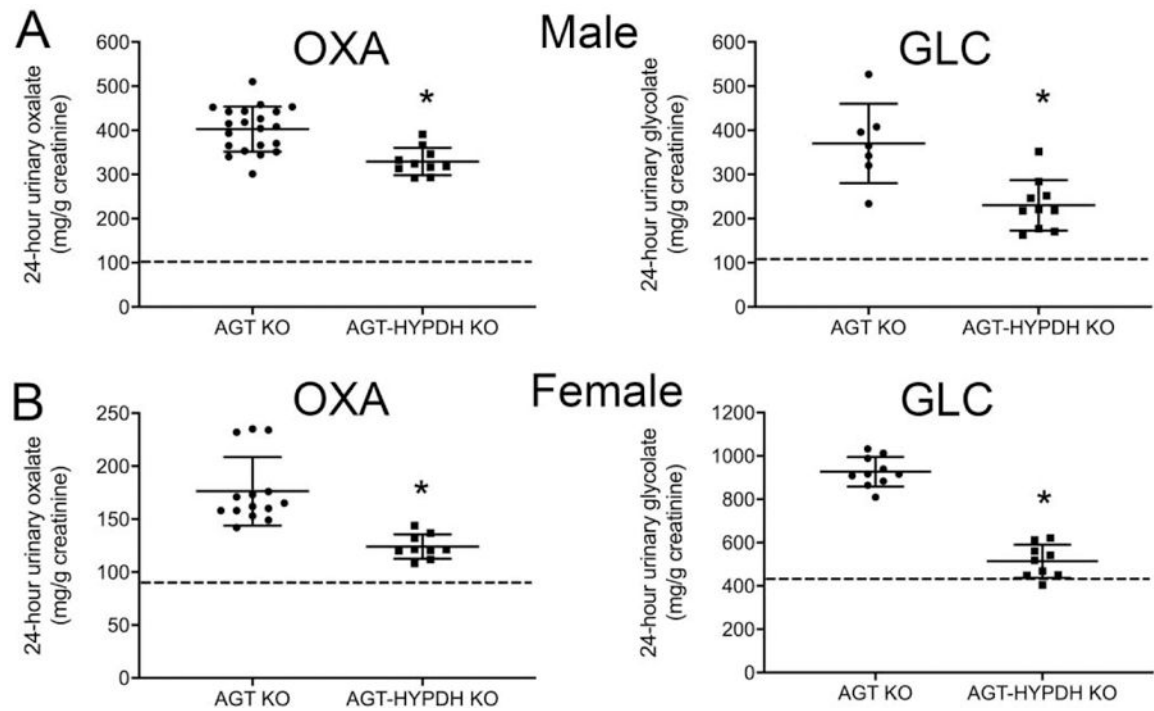 A
OXA
Male
GLC
24-hour urinary oxalate
(mg/g creatinine)
600
500
400
300
200
100
0
*
AGT KO
AGT-HYPDH KO
24-hour urinary glycolate
(mg/g creatinine)
600
500
400
300
200
100
0
*
AGT KO
AGT-HYPDH KO
B
OXA
Female
GLC
24-hour urinary oxalate
(mg/g creatinine)
250
200
150
100
50
0
*
AGT KO
AGT-HYPDH KO
24-hour urinary glycolate
(mg/g creatinine)
1200
1000
800
600
400
200
0
*
AGT KO
AGT-HYPDH KO